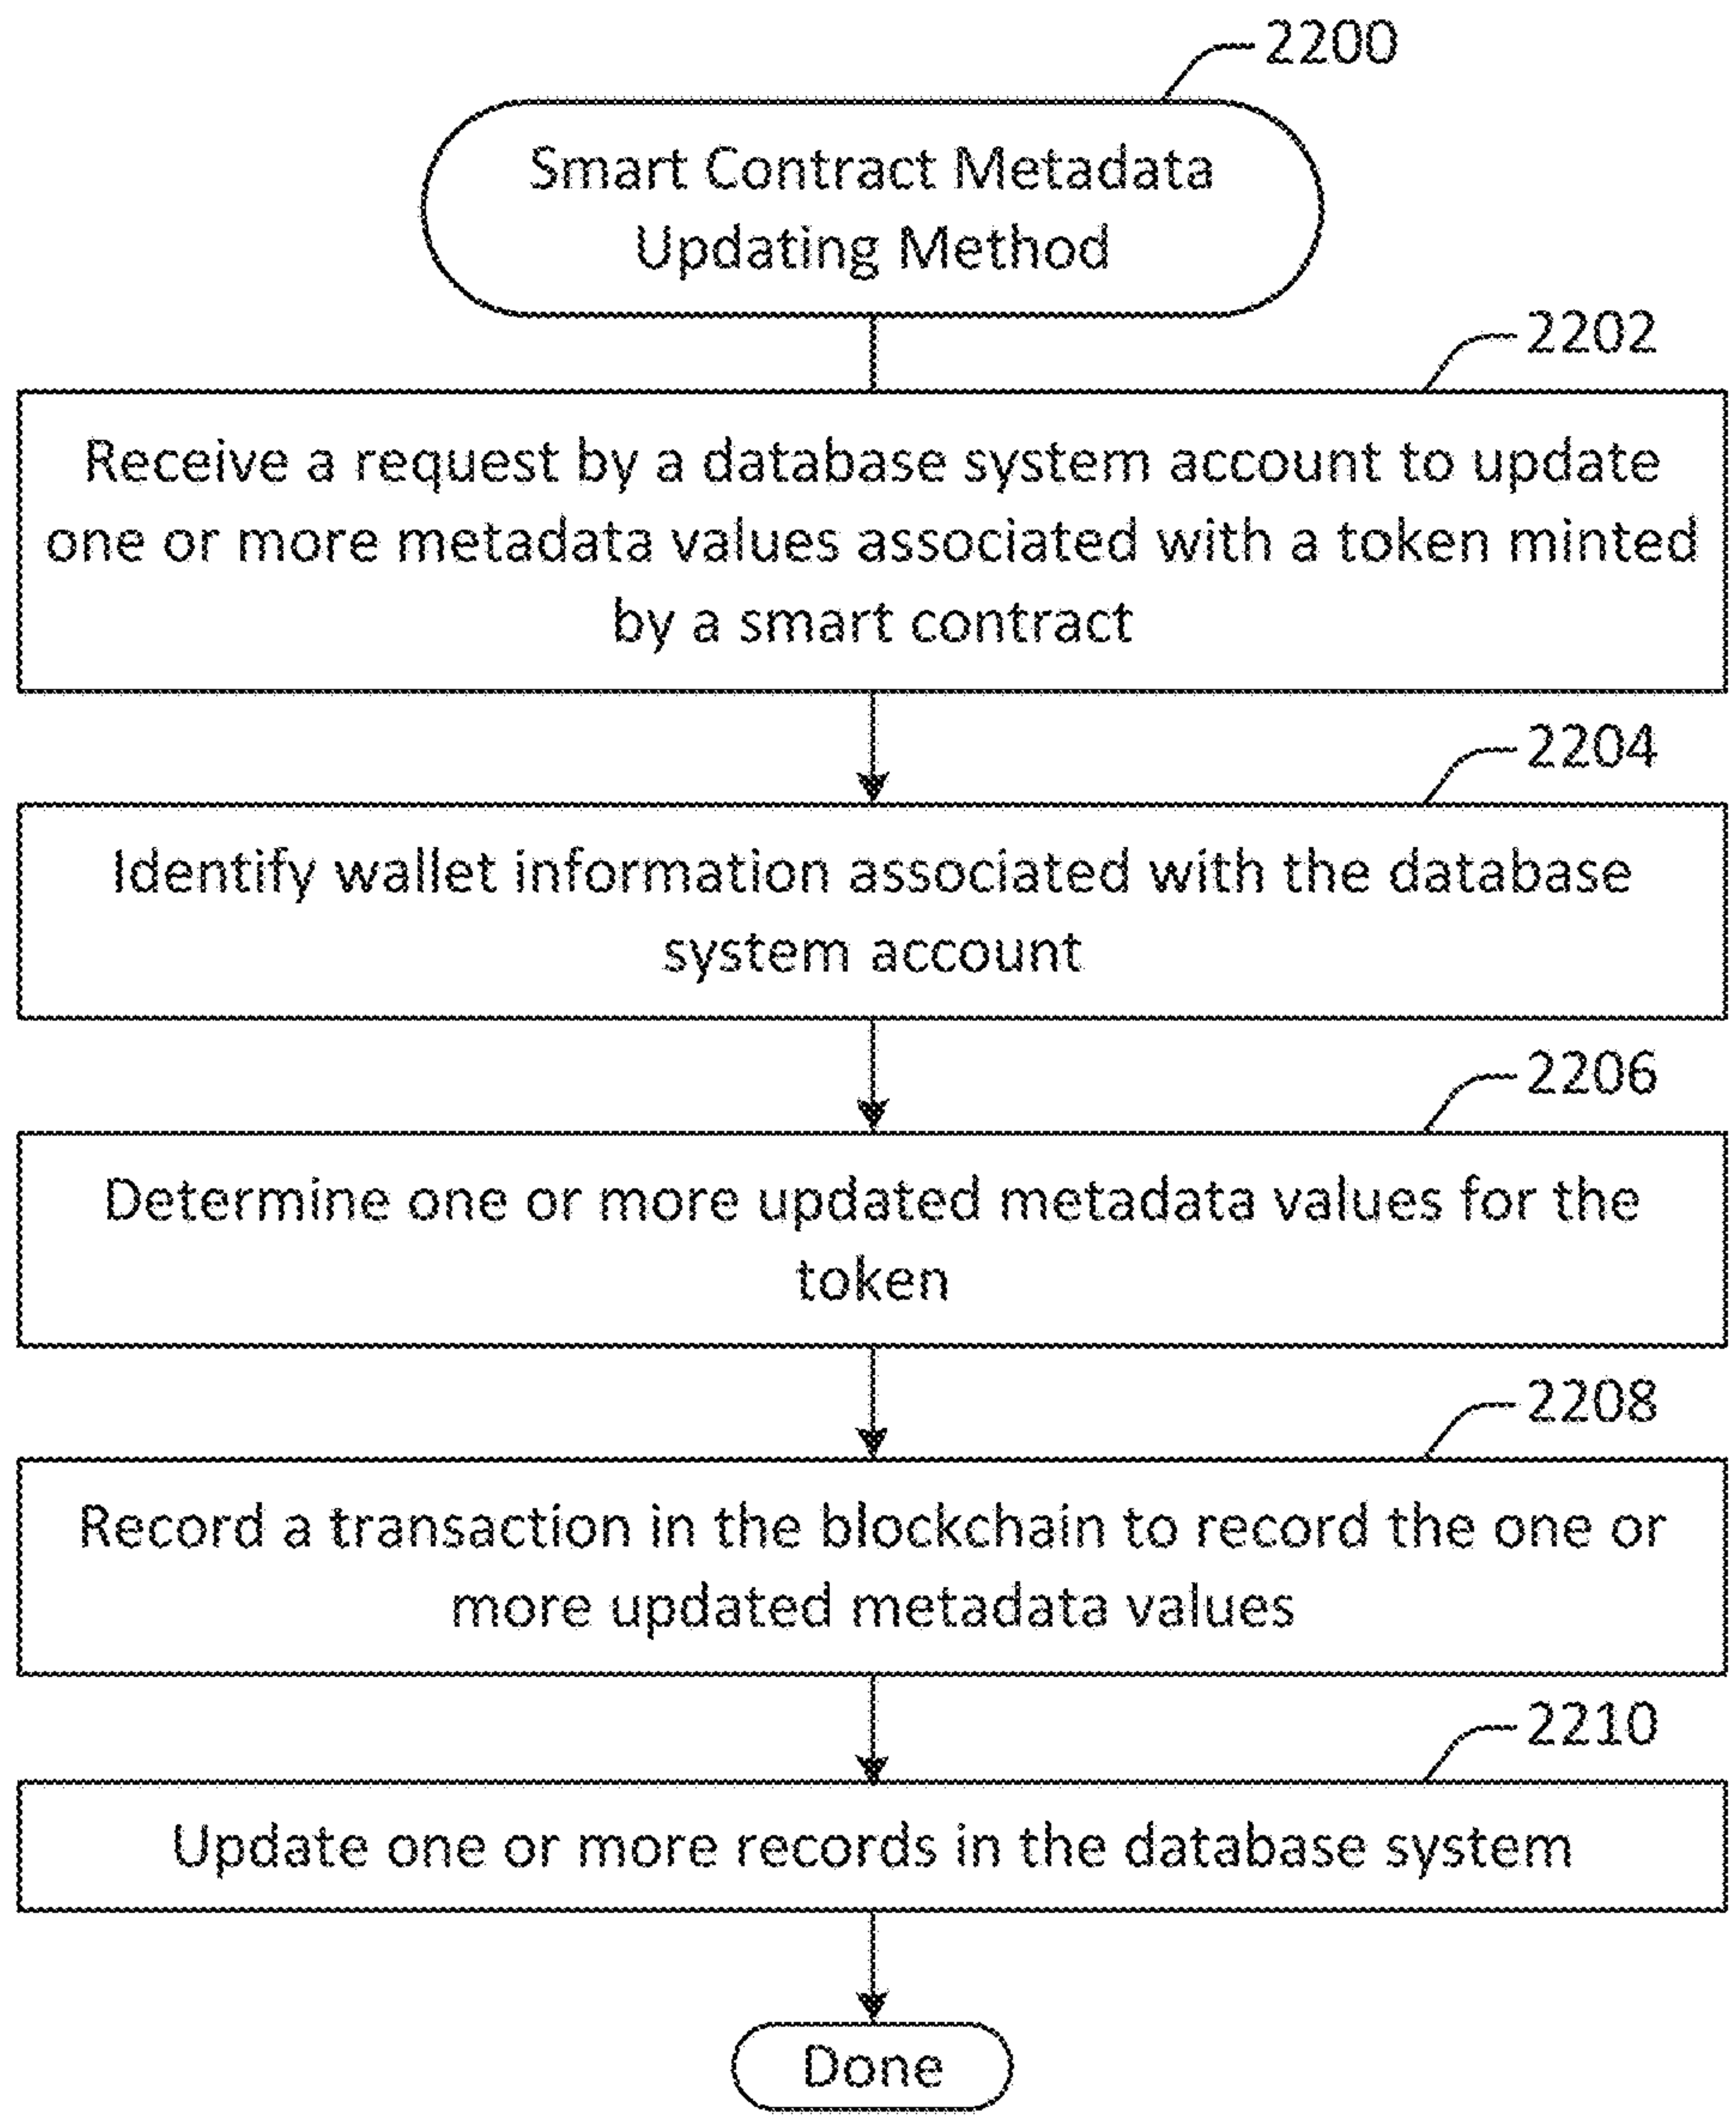 2200
Smart Contract Metadata
Updating Method
2202
Receive a request by a database system account to update
one or more metadata values associated with a token minted
by a smart contract
2204
Identify wallet information associated with the database
system account
2206
Determine one or more updated metadata values for the
token
2208
Record a transaction in the blockchain to record the one or
more updated metadata values
2210
Update one or more records in the database system
Done